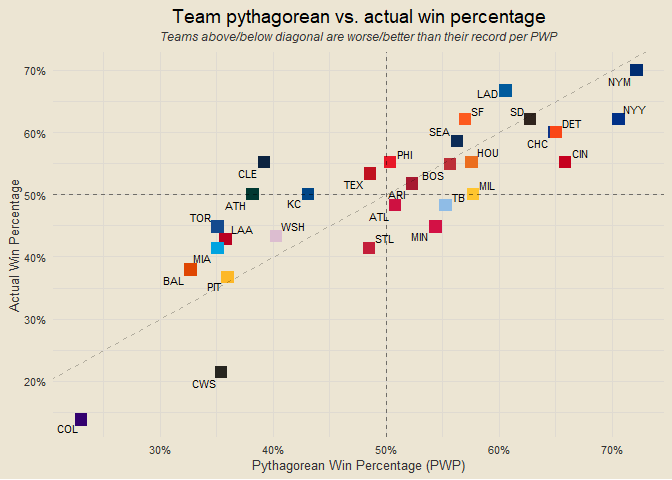 Team pythagorean vs. actual win percentage
Teams above/below diagonal are worse/better than their record per PWP
70%
60%
50%
40%
30%
20%
Actual Win Percentage
NYM
LAD
SF
SD
NYY
DET
SEA
CHC
PHI
HOU
CIN
CLE
TEX
BOS
ARI
MIL
ATH
KC
TB
ATL
TOR
LAA
WSH
STL
MIN
MIA
BAL
PIT
CWS
COL
30%
40%
50%
60%
70%
Pythagorean Win Percentage (PWP)